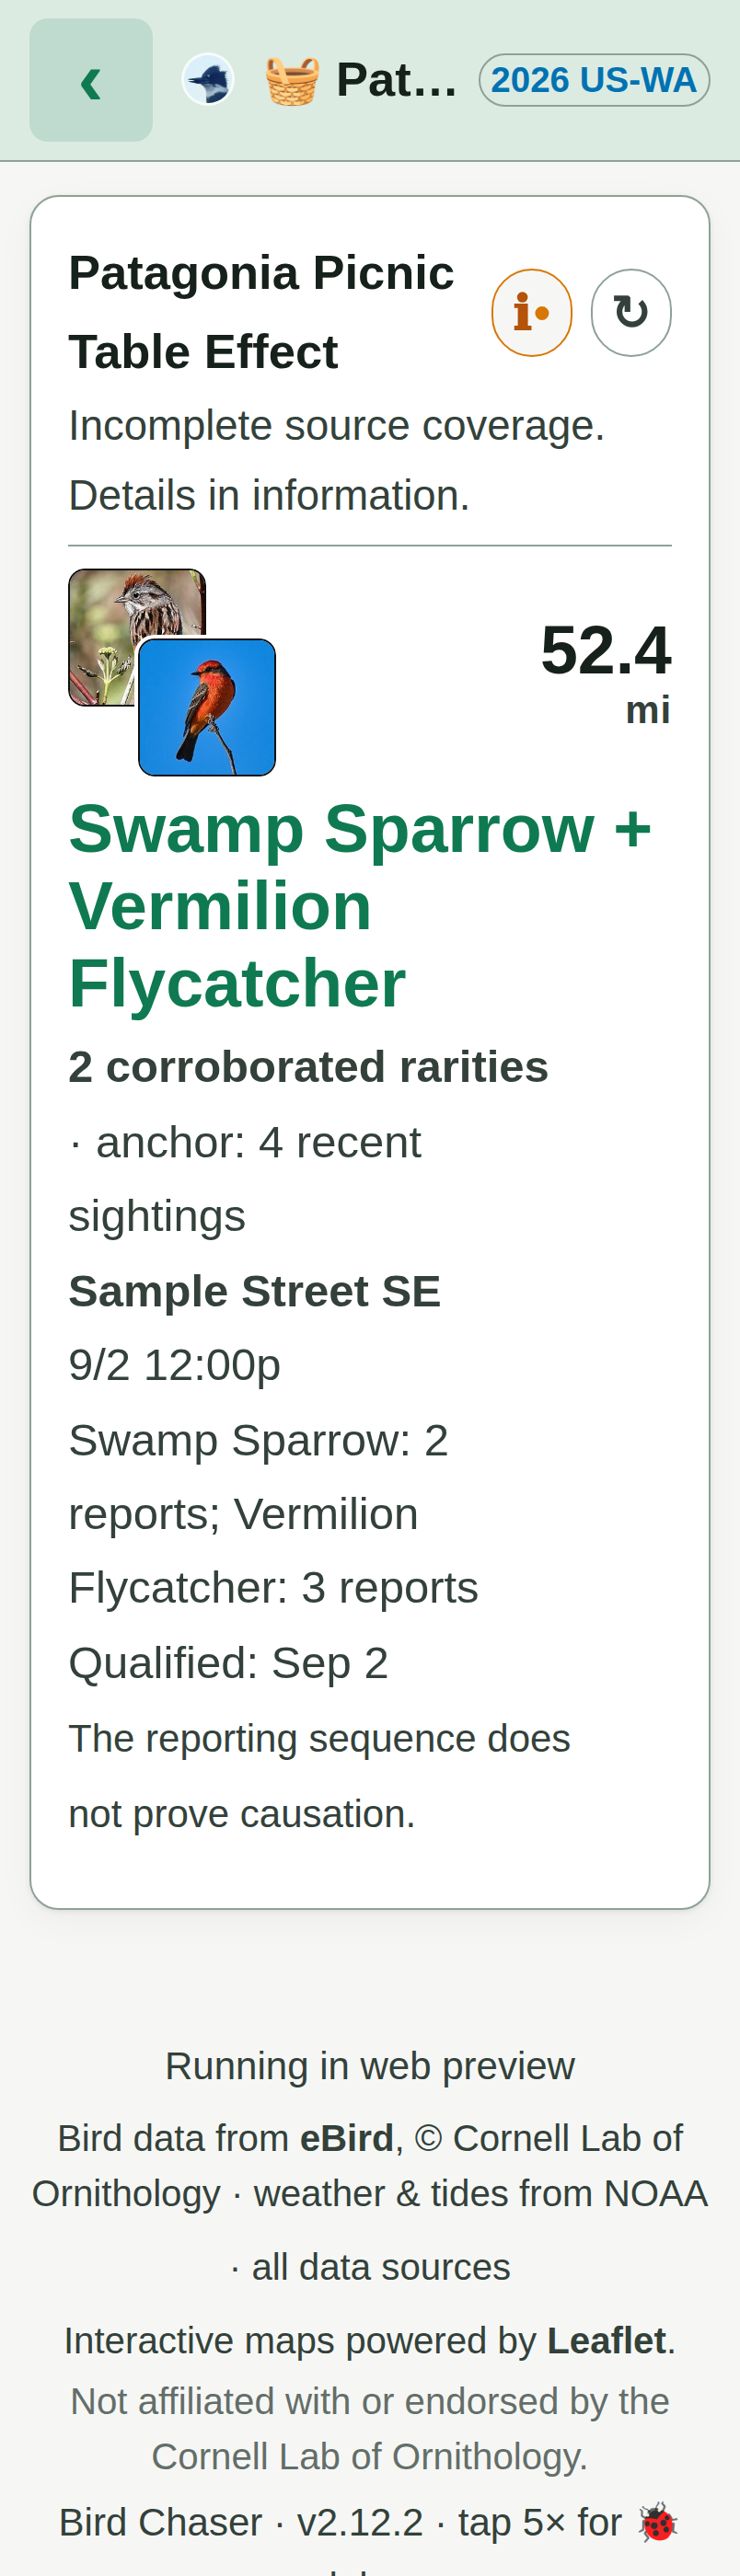 ‹ Pat… 2026 US-WA
Patagonia Picnic
Table Effect
i• ↻
Incomplete source coverage.
Details in information.
52.4
mi
Swamp Sparrow +
Vermilion
Flycatcher
2 corroborated rarities
· anchor: 4 recent
sightings
Sample Street SE
9/2 12:00p
Swamp Sparrow: 2
reports; Vermilion
Flycatcher: 3 reports
Qualified: Sep 2
The reporting sequence does
not prove causation.
Running in web preview
Bird data from eBird, © Cornell Lab of
Ornithology · weather & tides from NOAA
· all data sources
Interactive maps powered by Leaflet.
Not affiliated with or endorsed by the
Cornell Lab of Ornithology.
Bird Chaser · v2.12.2 · tap 5× for 🐞